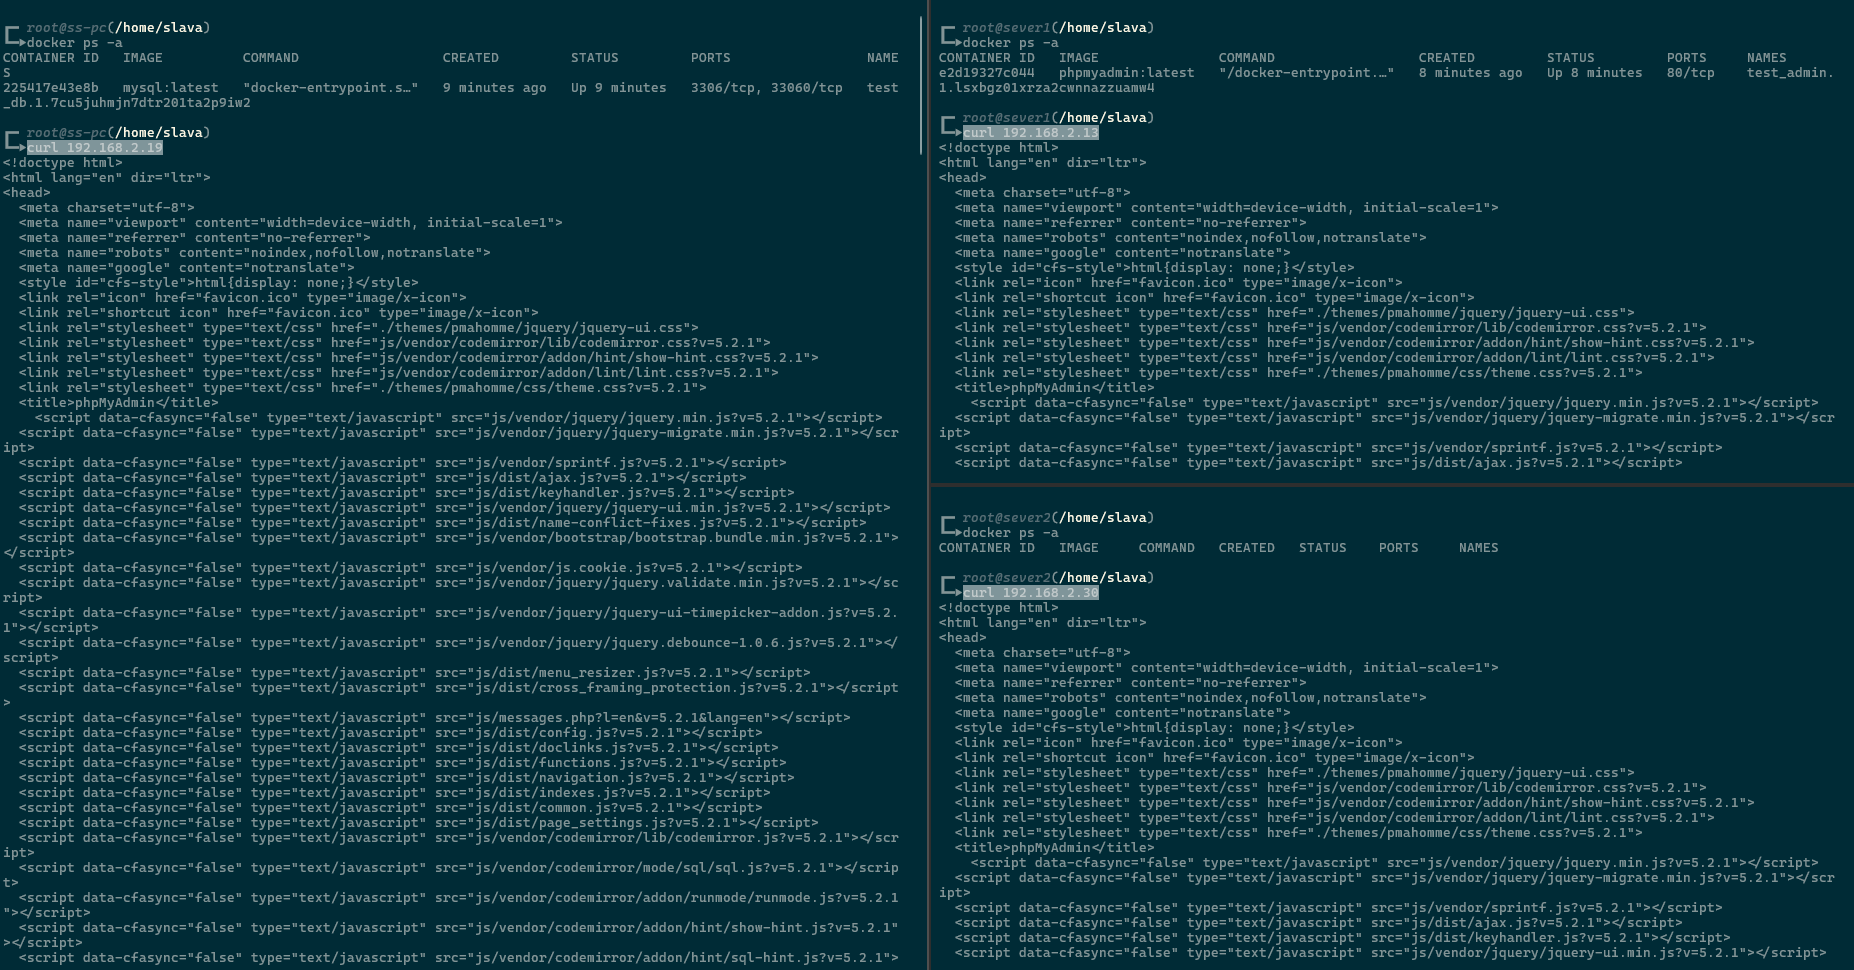 root@ss-pc(/home/slava)
docker ps -a
CONTAINER ID   IMAGE          COMMAND                  CREATED         STATUS         PORTS                 NAME
S
225417e43e8b   mysql:latest   "docker-entrypoint.s…"   9 minutes ago   Up 9 minutes   3306/tcp, 33060/tcp   test
_db.1.7cu5juhmjn7dtr201ta2p9iw2
root@ss-pc(/home/slava)
curl 192.168.2.19
<!doctype html>
<html lang="en" dir="ltr">
<head>
  <meta charset="utf-8">
  <meta name="viewport" content="width=device-width, initial-scale=1">
  <meta name="referrer" content="no-referrer">
  <meta name="robots" content="noindex,nofollow,notranslate">
  <meta name="google" content="notranslate">
  <style id="cfs-style">html{display: none;}</style>
  <link rel="icon" href="favicon.ico" type="image/x-icon">
  <link rel="shortcut icon" href="favicon.ico" type="image/x-icon">
  <link rel="stylesheet" type="text/css" href="./themes/pmahomme/jquery/jquery-ui.css">
  <link rel="stylesheet" type="text/css" href="js/vendor/codemirror/lib/codemirror.css?v=5.2.1">
  <link rel="stylesheet" type="text/css" href="js/vendor/codemirror/addon/hint/show-hint.css?v=5.2.1">
  <link rel="stylesheet" type="text/css" href="js/vendor/codemirror/addon/lint/lint.css?v=5.2.1">
  <link rel="stylesheet" type="text/css" href="./themes/pmahomme/css/theme.css?v=5.2.1">
  <title>phpMyAdmin</title>
    <script data-cfasync="false" type="text/javascript" src="js/vendor/jquery/jquery.min.js?v=5.2.1"></script>
  <script data-cfasync="false" type="text/javascript" src="js/vendor/jquery/jquery-migrate.min.js?v=5.2.1"></scr
ipt>
  <script data-cfasync="false" type="text/javascript" src="js/vendor/sprintf.js?v=5.2.1"></script>
  <script data-cfasync="false" type="text/javascript" src="js/dist/ajax.js?v=5.2.1"></script>
  <script data-cfasync="false" type="text/javascript" src="js/dist/keyhandler.js?v=5.2.1"></script>
  <script data-cfasync="false" type="text/javascript" src="js/vendor/jquery/jquery-ui.min.js?v=5.2.1"></script>
  <script data-cfasync="false" type="text/javascript" src="js/dist/name-conflict-fixes.js?v=5.2.1"></script>
  <script data-cfasync="false" type="text/javascript" src="js/vendor/bootstrap/bootstrap.bundle.min.js?v=5.2.1">
</script>
  <script data-cfasync="false" type="text/javascript" src="js/vendor/js.cookie.js?v=5.2.1"></script>
  <script data-cfasync="false" type="text/javascript" src="js/vendor/jquery/jquery.validate.min.js?v=5.2.1"></sc
ript>
  <script data-cfasync="false" type="text/javascript" src="js/vendor/jquery/jquery-ui-timepicker-addon.js?v=5.2.
1"></script>
  <script data-cfasync="false" type="text/javascript" src="js/vendor/jquery/jquery.debounce-1.0.6.js?v=5.2.1"></
script>
  <script data-cfasync="false" type="text/javascript" src="js/dist/menu_resizer.js?v=5.2.1"></script>
  <script data-cfasync="false" type="text/javascript" src="js/dist/cross_framing_protection.js?v=5.2.1"></script
>
  <script data-cfasync="false" type="text/javascript" src="js/messages.php?l=en&v=5.2.1&lang=en"></script>
  <script data-cfasync="false" type="text/javascript" src="js/dist/config.js?v=5.2.1"></script>
  <script data-cfasync="false" type="text/javascript" src="js/dist/doclinks.js?v=5.2.1"></script>
  <script data-cfasync="false" type="text/javascript" src="js/dist/functions.js?v=5.2.1"></script>
  <script data-cfasync="false" type="text/javascript" src="js/dist/navigation.js?v=5.2.1"></script>
  <script data-cfasync="false" type="text/javascript" src="js/dist/indexes.js?v=5.2.1"></script>
  <script data-cfasync="false" type="text/javascript" src="js/dist/common.js?v=5.2.1"></script>
  <script data-cfasync="false" type="text/javascript" src="js/dist/page_settings.js?v=5.2.1"></script>
  <script data-cfasync="false" type="text/javascript" src="js/vendor/codemirror/lib/codemirror.js?v=5.2.1"></scr
ipt>
  <script data-cfasync="false" type="text/javascript" src="js/vendor/codemirror/mode/sql/sql.js?v=5.2.1"></scrip
t>
  <script data-cfasync="false" type="text/javascript" src="js/vendor/codemirror/addon/runmode/runmode.js?v=5.2.1
"></script>
  <script data-cfasync="false" type="text/javascript" src="js/vendor/codemirror/addon/hint/show-hint.js?v=5.2.1"
></script>
  <script data-cfasync="false" type="text/javascript" src="js/vendor/codemirror/addon/hint/sql-hint.js?v=5.2.1">
root@sever1(/home/slava)
docker ps -a
CONTAINER ID   IMAGE               COMMAND                  CREATED         STATUS         PORTS     NAMES
e2d19327c044   phpmyadmin:latest   "/docker-entrypoint.…"   8 minutes ago   Up 8 minutes   80/tcp    test_admin.
1.lsxbgz01xrza2cwnnazzuamw4
root@sever1(/home/slava)
curl 192.168.2.13
<!doctype html>
<html lang="en" dir="ltr">
<head>
  <meta charset="utf-8">
  <meta name="viewport" content="width=device-width, initial-scale=1">
  <meta name="referrer" content="no-referrer">
  <meta name="robots" content="noindex,nofollow,notranslate">
  <meta name="google" content="notranslate">
  <style id="cfs-style">html{display: none;}</style>
  <link rel="icon" href="favicon.ico" type="image/x-icon">
  <link rel="shortcut icon" href="favicon.ico" type="image/x-icon">
  <link rel="stylesheet" type="text/css" href="./themes/pmahomme/jquery/jquery-ui.css">
  <link rel="stylesheet" type="text/css" href="js/vendor/codemirror/lib/codemirror.css?v=5.2.1">
  <link rel="stylesheet" type="text/css" href="js/vendor/codemirror/addon/hint/show-hint.css?v=5.2.1">
  <link rel="stylesheet" type="text/css" href="js/vendor/codemirror/addon/lint/lint.css?v=5.2.1">
  <link rel="stylesheet" type="text/css" href="./themes/pmahomme/css/theme.css?v=5.2.1">
  <title>phpMyAdmin</title>
    <script data-cfasync="false" type="text/javascript" src="js/vendor/jquery/jquery.min.js?v=5.2.1"></script>
  <script data-cfasync="false" type="text/javascript" src="js/vendor/jquery/jquery-migrate.min.js?v=5.2.1"></scr
ipt>
  <script data-cfasync="false" type="text/javascript" src="js/vendor/sprintf.js?v=5.2.1"></script>
  <script data-cfasync="false" type="text/javascript" src="js/dist/ajax.js?v=5.2.1"></script>
root@sever2(/home/slava)
docker ps -a
CONTAINER ID   IMAGE     COMMAND   CREATED   STATUS    PORTS     NAMES
root@sever2(/home/slava)
curl 192.168.2.30
<!doctype html>
<html lang="en" dir="ltr">
<head>
  <meta charset="utf-8">
  <meta name="viewport" content="width=device-width, initial-scale=1">
  <meta name="referrer" content="no-referrer">
  <meta name="robots" content="noindex,nofollow,notranslate">
  <meta name="google" content="notranslate">
  <style id="cfs-style">html{display: none;}</style>
  <link rel="icon" href="favicon.ico" type="image/x-icon">
  <link rel="shortcut icon" href="favicon.ico" type="image/x-icon">
  <link rel="stylesheet" type="text/css" href="./themes/pmahomme/jquery/jquery-ui.css">
  <link rel="stylesheet" type="text/css" href="js/vendor/codemirror/lib/codemirror.css?v=5.2.1">
  <link rel="stylesheet" type="text/css" href="js/vendor/codemirror/addon/hint/show-hint.css?v=5.2.1">
  <link rel="stylesheet" type="text/css" href="js/vendor/codemirror/addon/lint/lint.css?v=5.2.1">
  <link rel="stylesheet" type="text/css" href="./themes/pmahomme/css/theme.css?v=5.2.1">
  <title>phpMyAdmin</title>
    <script data-cfasync="false" type="text/javascript" src="js/vendor/jquery/jquery.min.js?v=5.2.1"></script>
  <script data-cfasync="false" type="text/javascript" src="js/vendor/jquery/jquery-migrate.min.js?v=5.2.1"></scr
ipt>
  <script data-cfasync="false" type="text/javascript" src="js/vendor/sprintf.js?v=5.2.1"></script>
  <script data-cfasync="false" type="text/javascript" src="js/dist/ajax.js?v=5.2.1"></script>
  <script data-cfasync="false" type="text/javascript" src="js/dist/keyhandler.js?v=5.2.1"></script>
  <script data-cfasync="false" type="text/javascript" src="js/vendor/jquery/jquery-ui.min.js?v=5.2.1"></script>